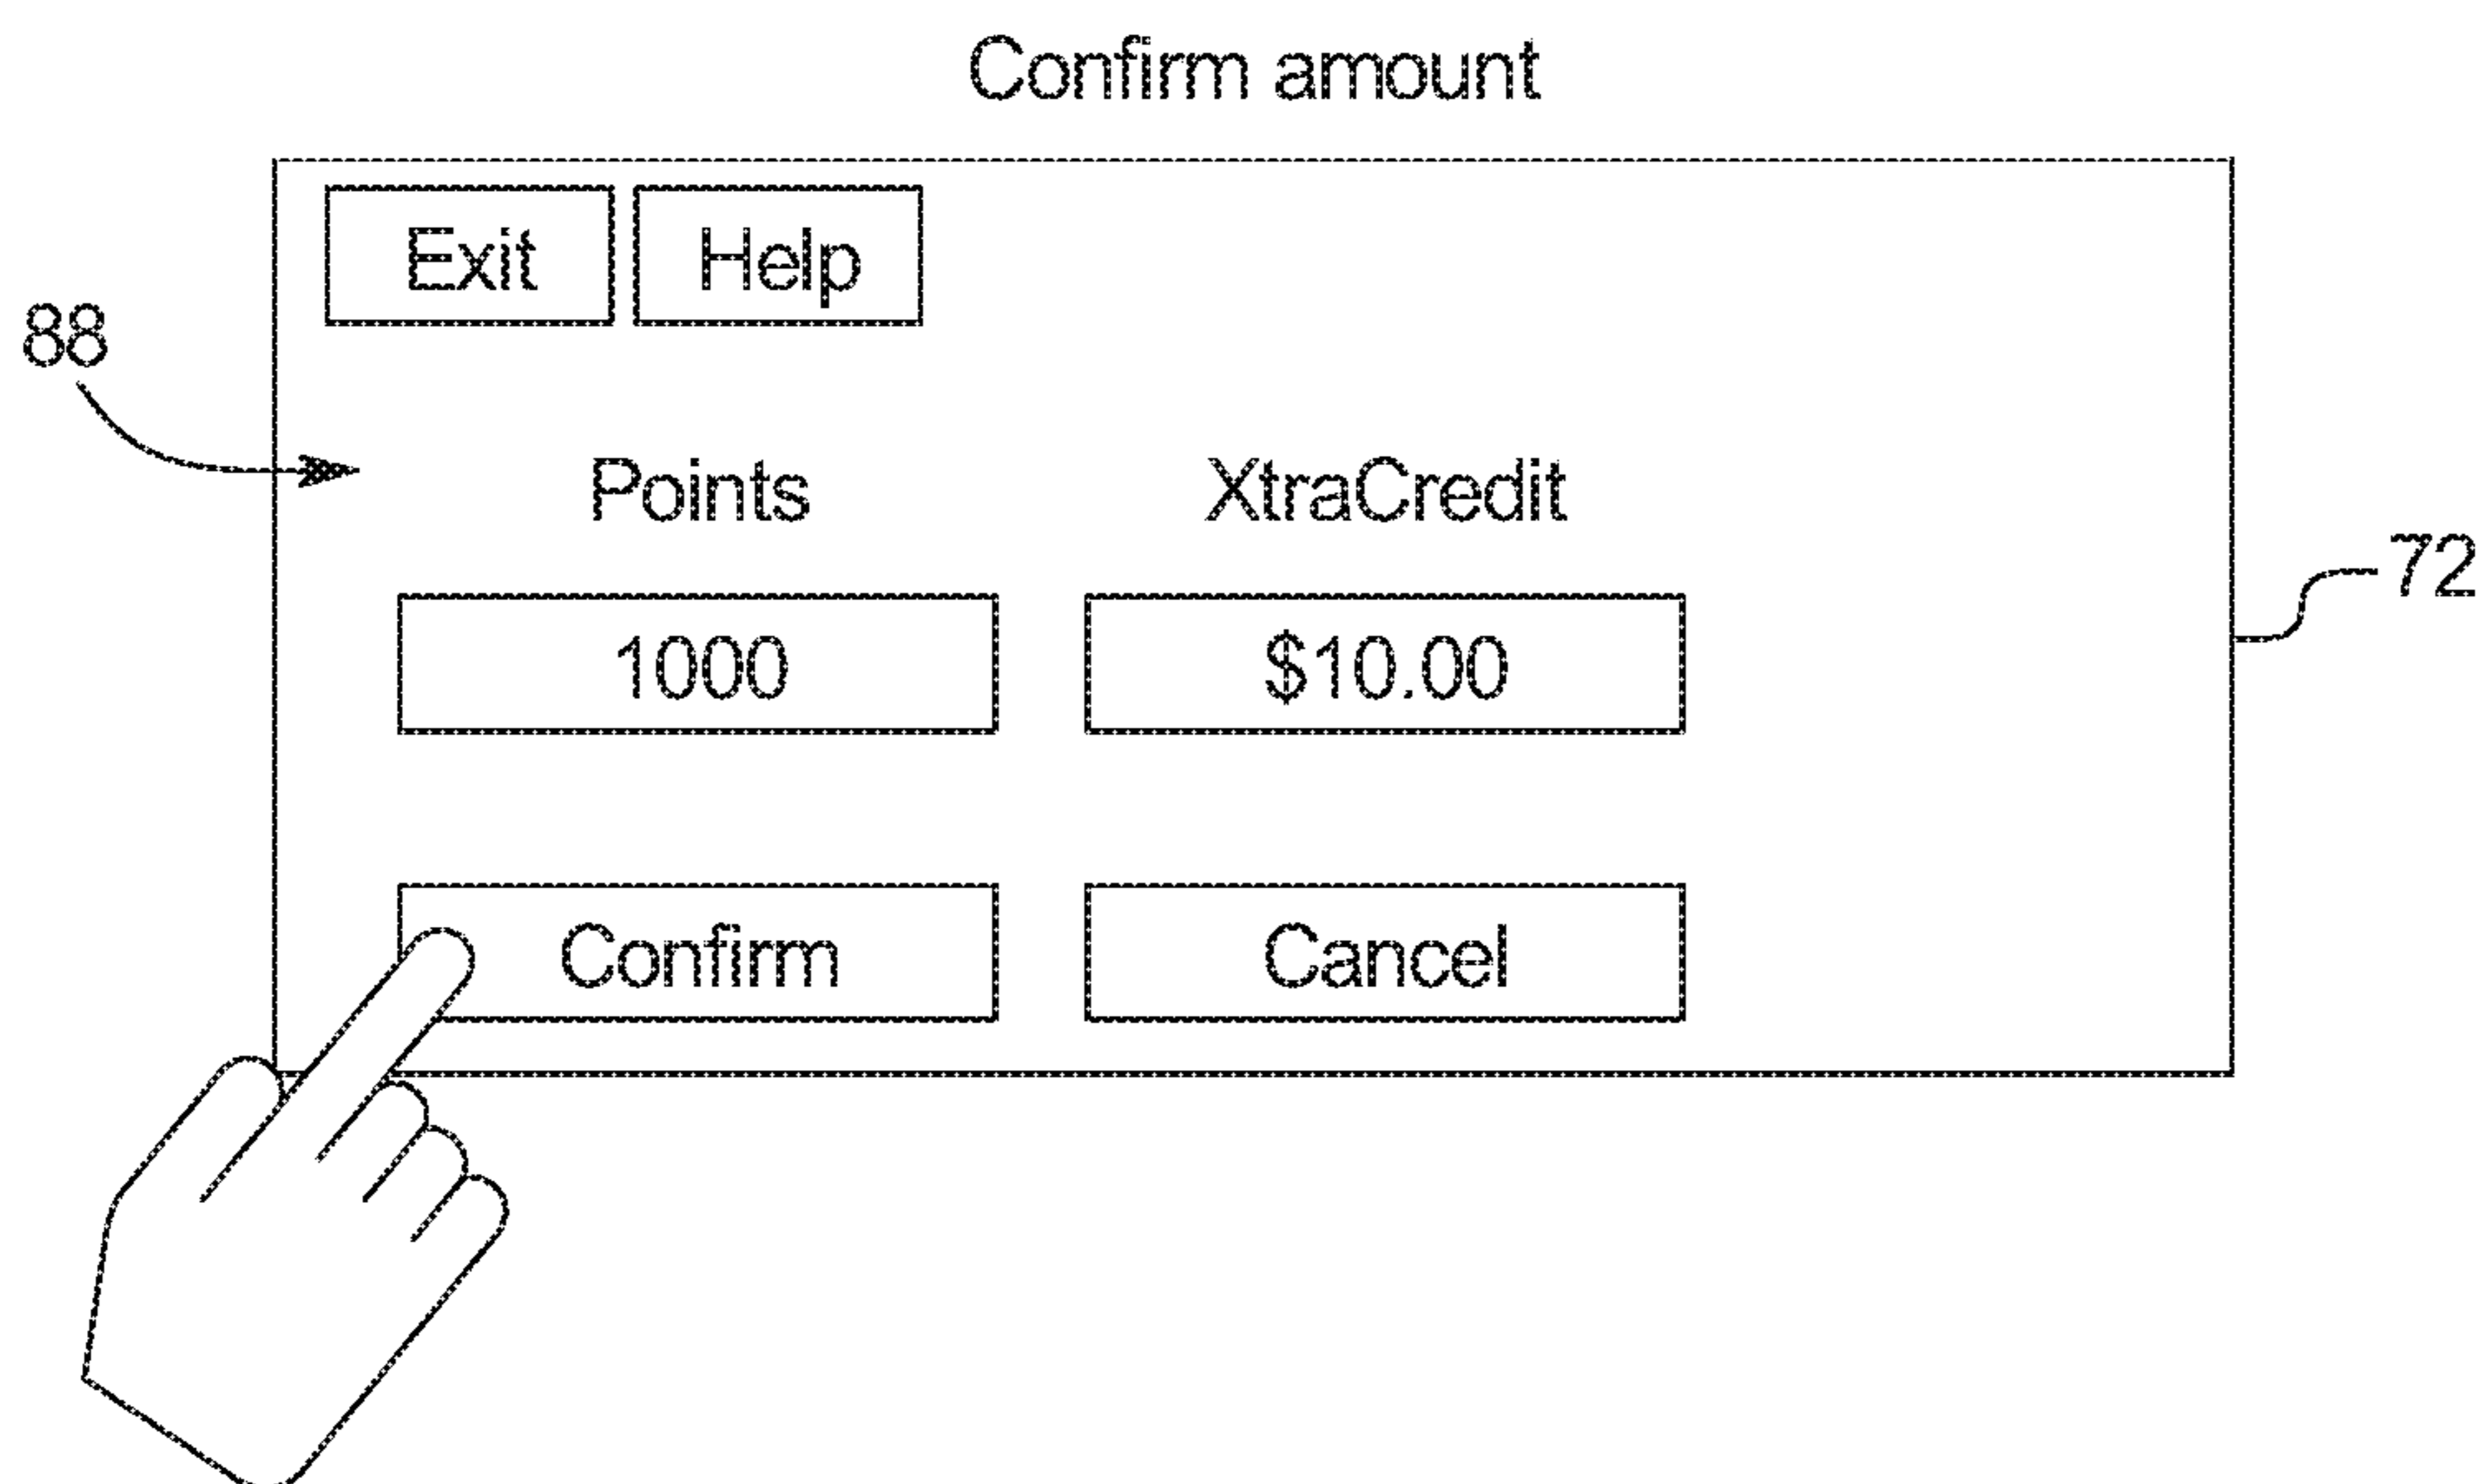 Confirm amount
Exit Help
88
Points XtraCredit
72
1000 $10.00
Confirm Cancel